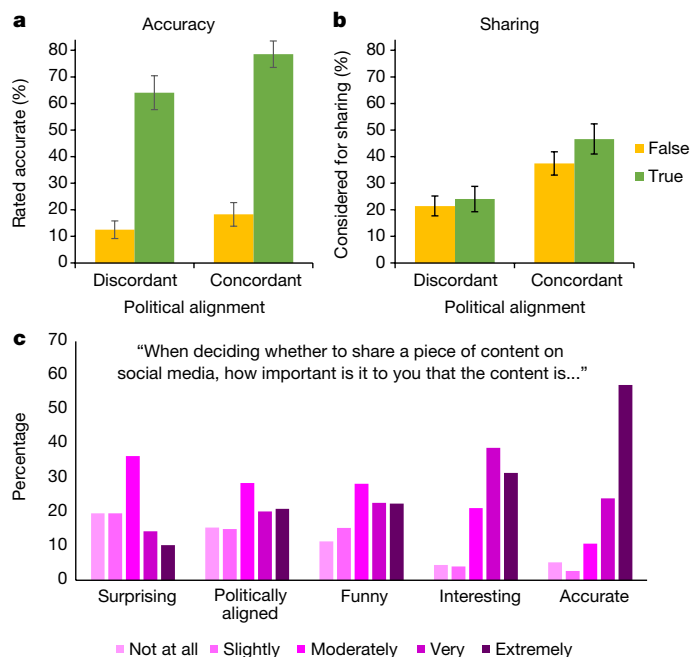 a
Accuracy
Rated accurate (%)
80
70
60
50
40
30
20
10
0
Discordant Concordant
Political alignment
b
Sharing
Considered for sharing (%)
80
70
60
50
40
30
20
10
0
Discordant Concordant
Political alignment
False
True
c
“When deciding whether to share a piece of content on
social media, how important is it to you that the content is...”
Percentage
70
60
50
40
30
20
10
0
Surprising
Politically
aligned
Funny
Interesting
Accurate
Not at all Slightly Moderately Very Extremely